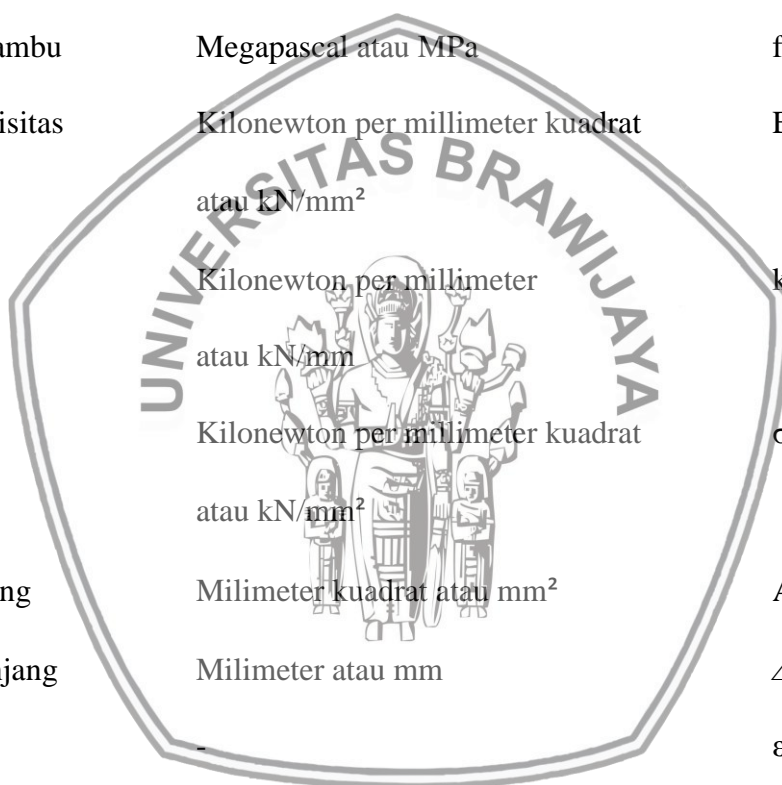 ambu Megapascal atau MPa f
isitas Kilonewton per millimeter kuadrat E
atau kN/mm²
Kilonewton per millimeter k
atau kN/mm
Kilonewton per millimeter kuadrat σ
atau kN/mm²
ng Milimeter kuadrat atau mm² A
njang Milimeter atau mm Δ
- ε
UNIVERSITAS BRAWIJAYA